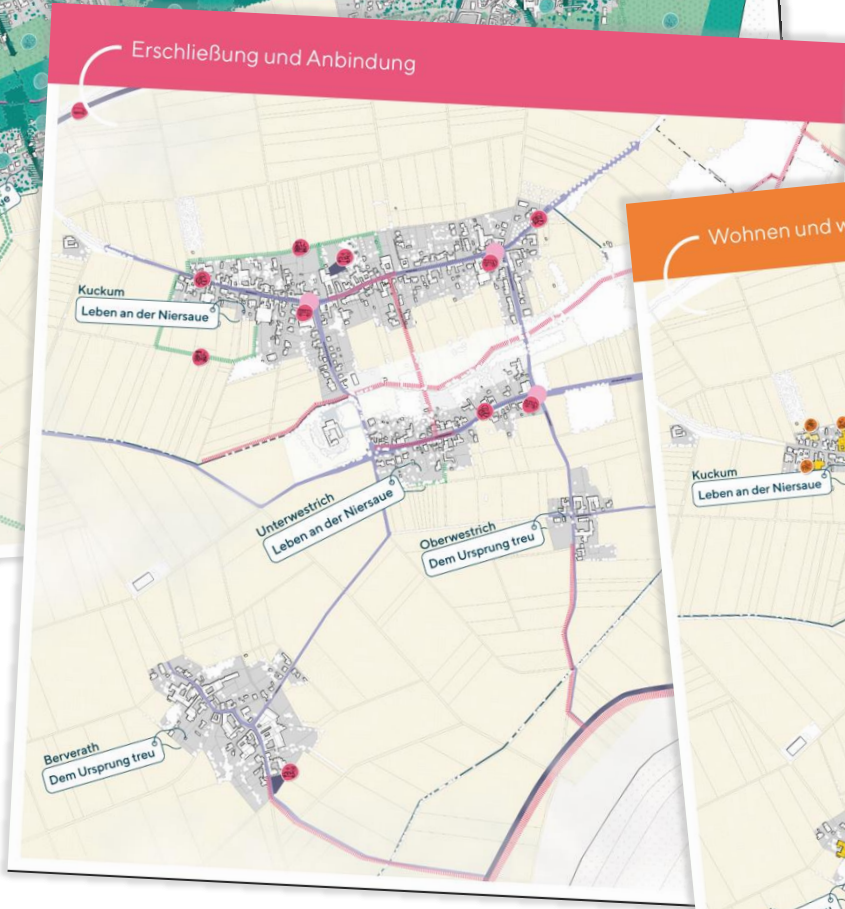 Erschließung und Anbindung
Kuckum
Leben an der Niersaue
Unterwestrich
Leben an der Niersaue
Oberwestrich
Dem Ursprung treu
Berverath
Dem Ursprung treu
Wohnen und
Kuckum
Leben an der Niersaue